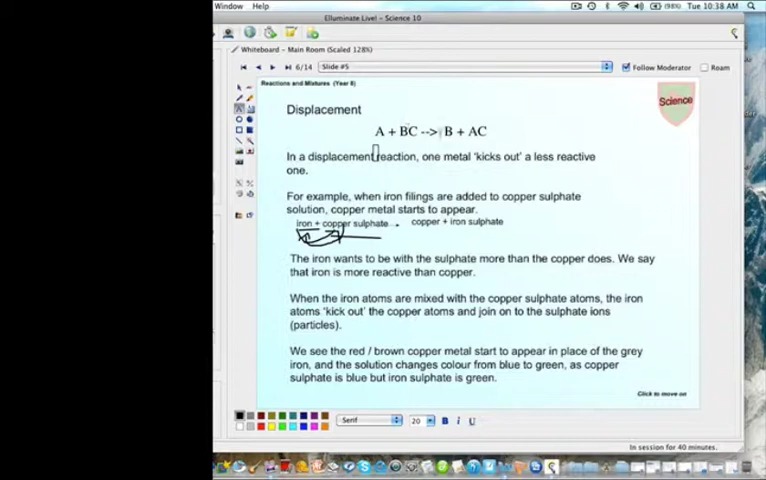 Window Help
(98%) Tue 10:38 AM
Elluminate Live! - Science 10
Whiteboard - Main Room (Scaled 128%)
6/14 Slide #5 Follow Moderator Roam
Reactions and Mixtures (Year 8)
Science
Displacement
A + BC --> B + AC
In a displacement reaction, one metal 'kicks out' a less reactive
one.
For example, when iron filings are added to copper sulphate
solution, copper metal starts to appear.
iron + copper sulphate copper + iron sulphate
The iron wants to be with the sulphate more than the copper does. We say
that iron is more reactive than copper.
When the iron atoms are mixed with the copper sulphate atoms, the iron
atoms 'kick out' the copper atoms and join on to the sulphate ions
(particles).
We see the red / brown copper metal start to appear in place of the grey
iron, and the solution changes colour from blue to green, as copper
sulphate is blue but iron sulphate is green.
Click to move on
Serif 20 B i U
In session for 40 minutes.